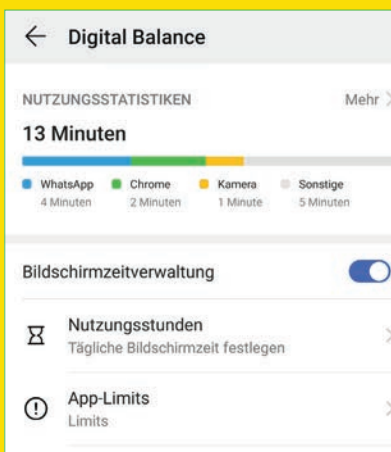 Digital Balance
NUTZUNGSSTATISTIKEN Mehr
13 Minuten
WhatsApp Chrome Kamera Sonstige
4 Minuten 2 Minuten 1 Minute 5 Minuten
Bildschirmzeitverwaltung
Nutzungsstunden
Tägliche Bildschirmzeit festlegen
App-Limits
Limits